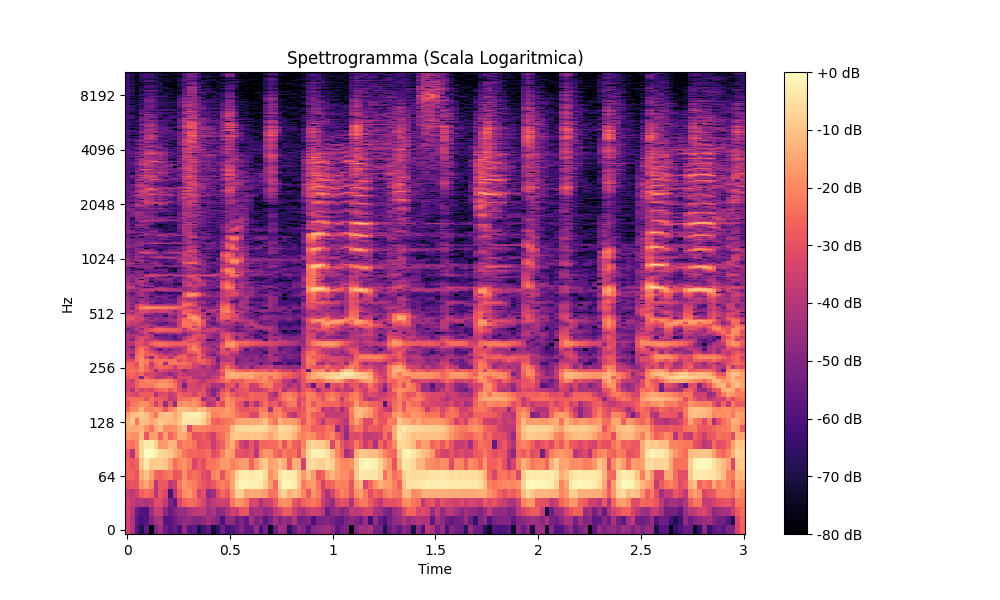 Spettrogramma (Scala Logaritmica)
Hz
8192
4096
2048
1024
512
256
128
64
0
0
0.5
1
1.5
2
2.5
3
Time
+0 dB
-10 dB
-20 dB
-30 dB
-40 dB
-50 dB
-60 dB
-70 dB
-80 dB